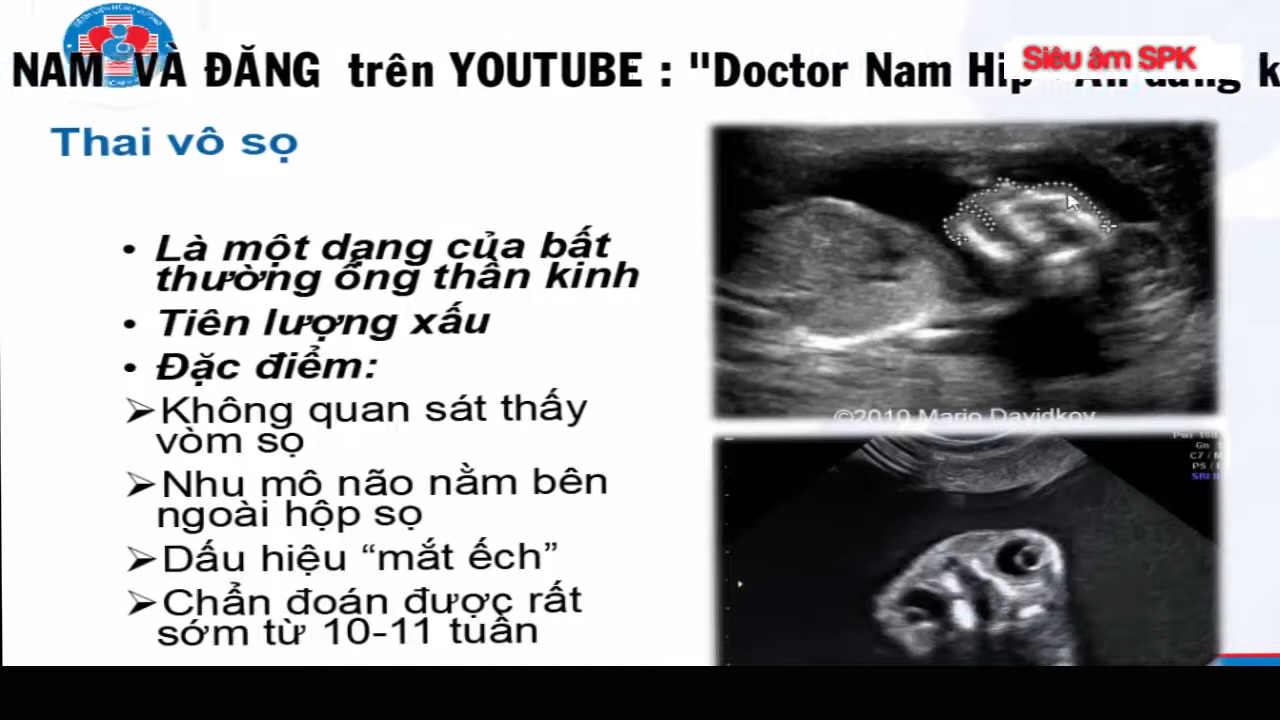 NAM VÀ ĐĂNG trên YOUTUBE : "Doctor Nam Hip
Siêu âm SPK
Thai vô sọ
• Là một dạng của bất
thường ống thần kinh
• Tiên lượng xấu
• Đặc điểm:
➢Không quan sát thấy
vòm sọ
➢Nhu mô não nằm bên
ngoài hộp sọ
➢Dấu hiệu “mắt ếch”
➢Chẩn đoán được rất
sớm từ 10-11 tuần
©2010 Mario Davidkov